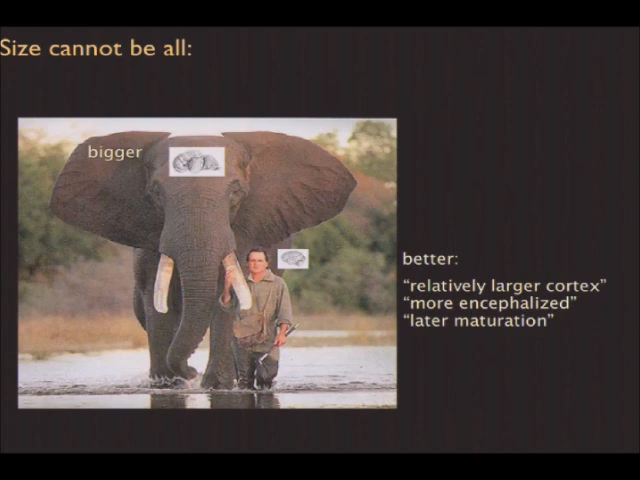 Size cannot be all:
bigger
better:
“relatively larger cortex”
“more encephalized”
“later maturation”